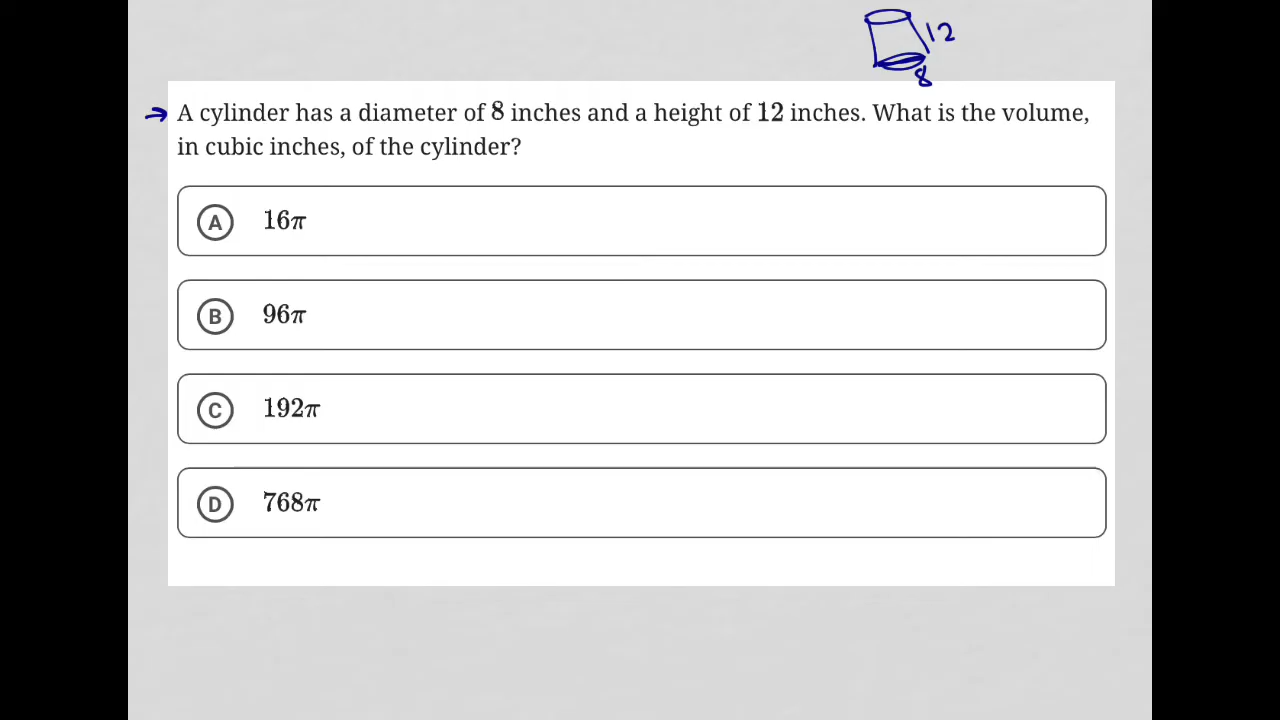 12
8
→ A cylinder has a diameter of 8 inches and a height of 12 inches. What is the volume,
in cubic inches, of the cylinder?
A 16π
B 96π
C 192π
D 768π